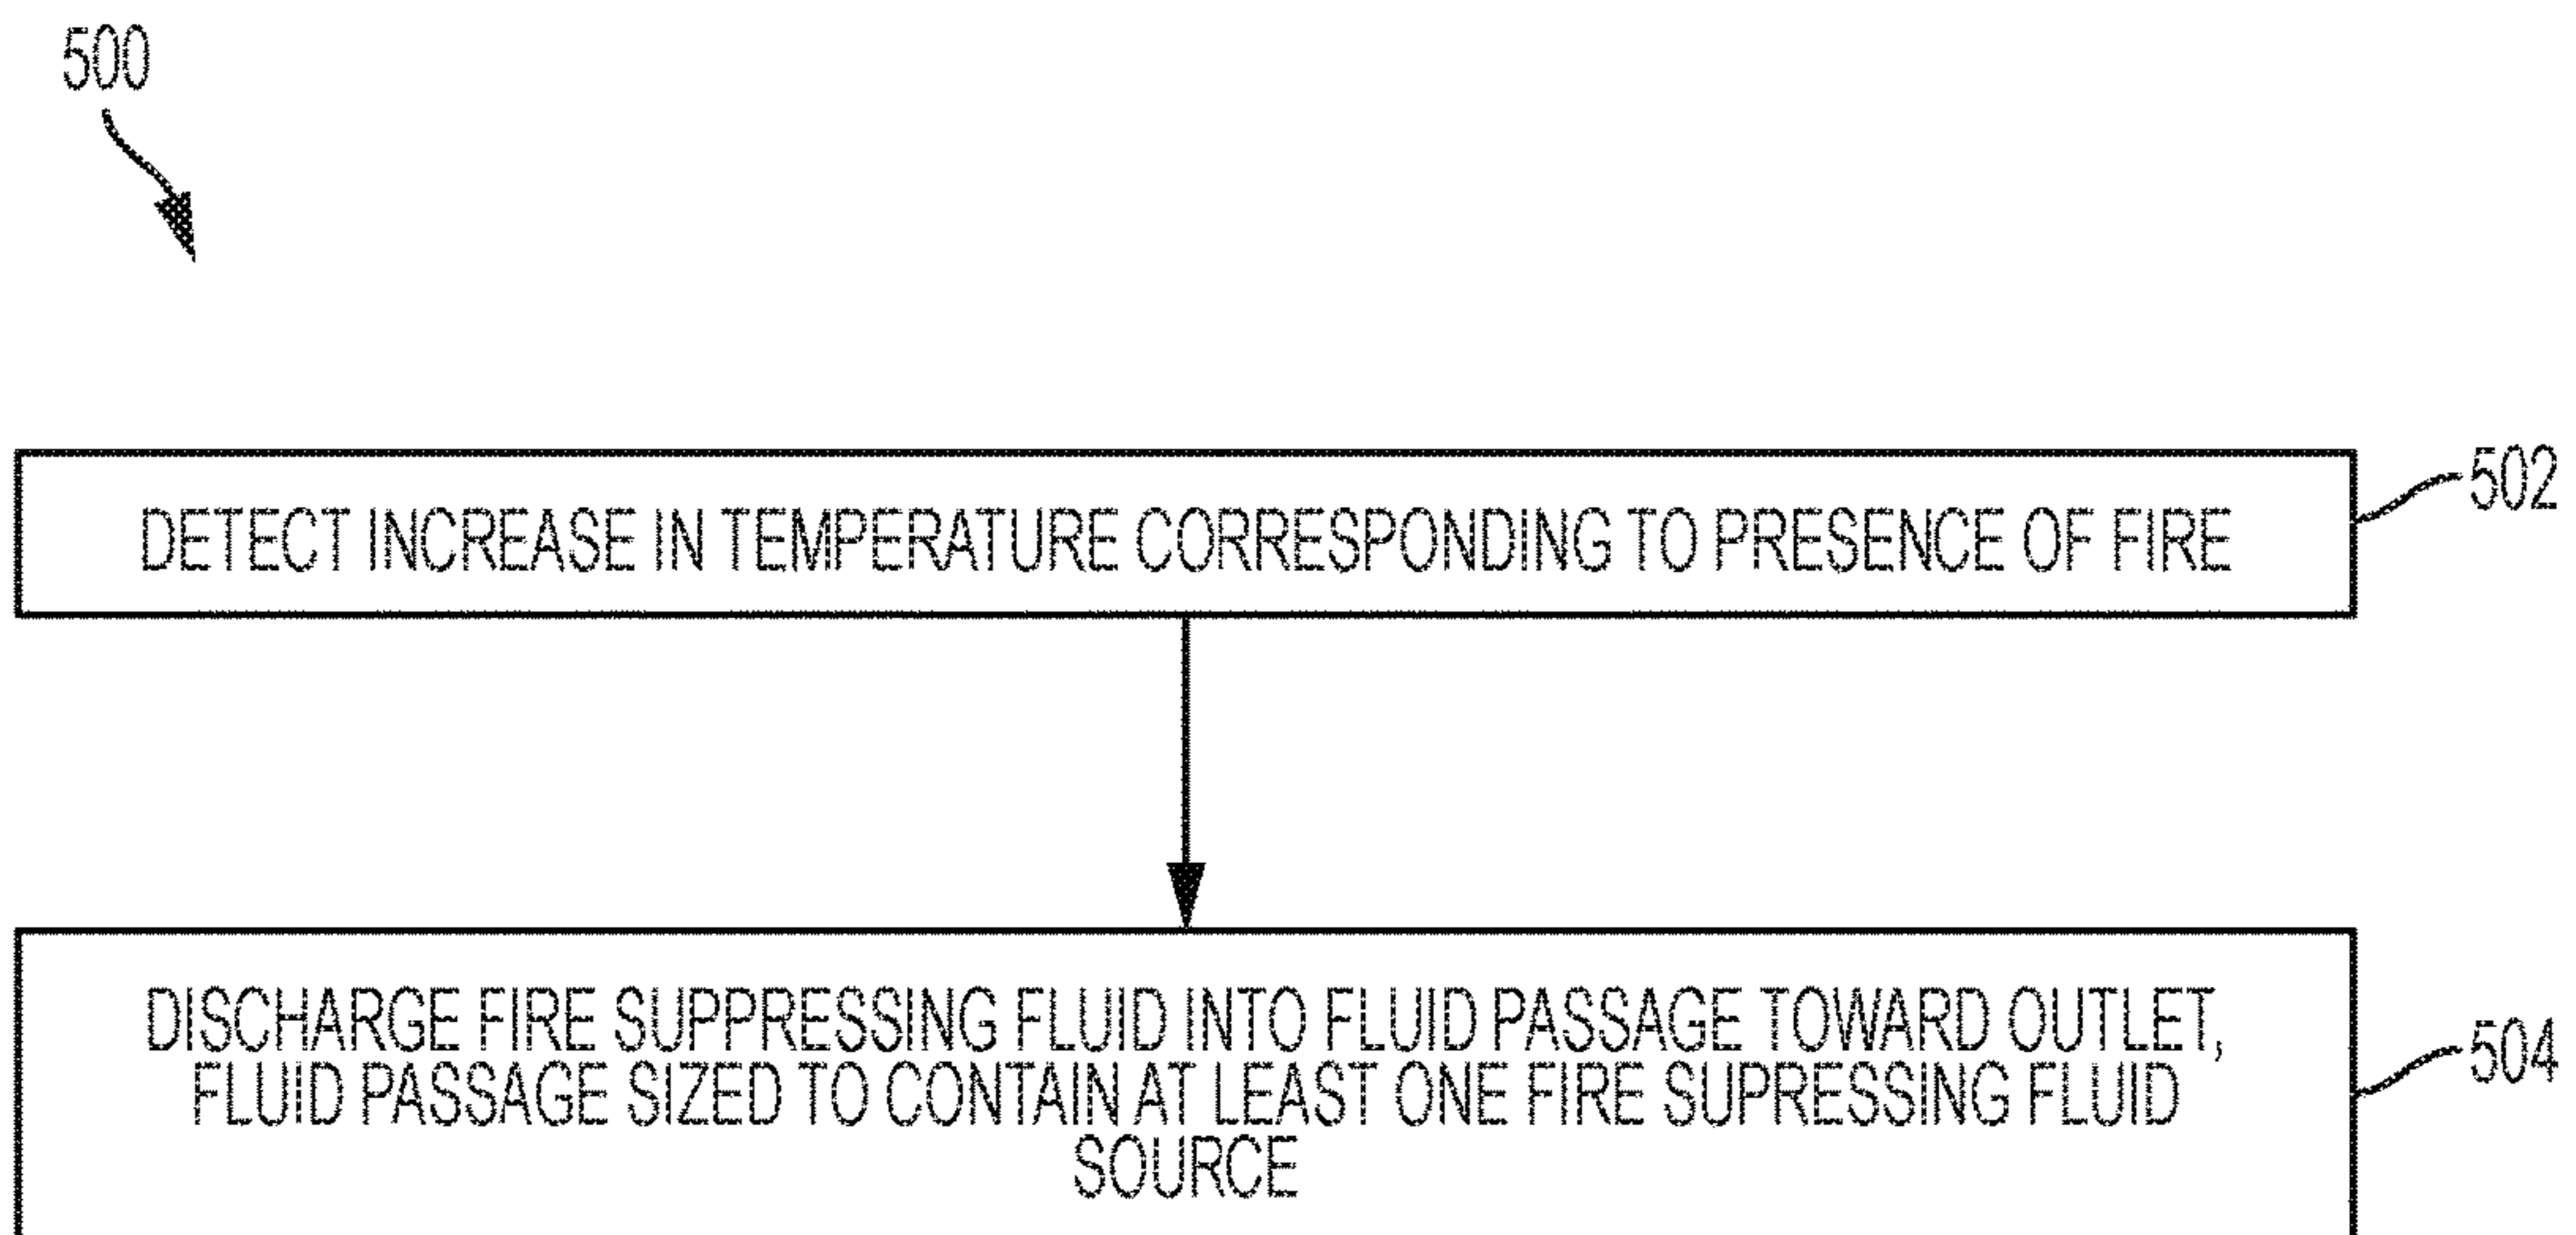 500
DETECT INCREASE IN TEMPERATURE CORRESPONDING TO PRESENCE OF FIRE
502
DISCHARGE FIRE SUPPRESSING FLUID INTO FLUID PASSAGE TOWARD OUTLET,
FLUID PASSAGE SIZED TO CONTAIN AT LEAST ONE FIRE SUPRESSING FLUID
SOURCE
504